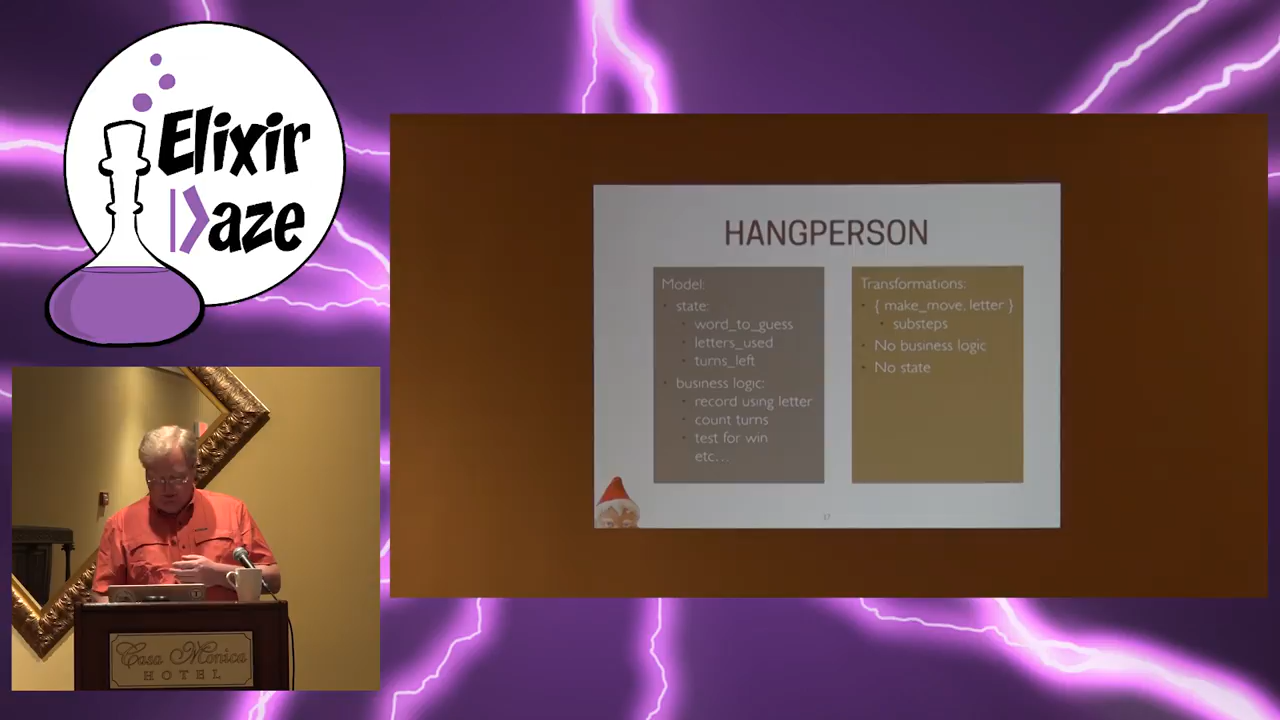 Elixir
Daze
HANGPERSON
Model:
state:
word_to_guess
letters_used
turns_left
business logic:
record using letter
count turns
test for win
etc...
Transformations:
{ make_move, letter }
substeps
No business logic
No state
Casa Monica
HOTEL